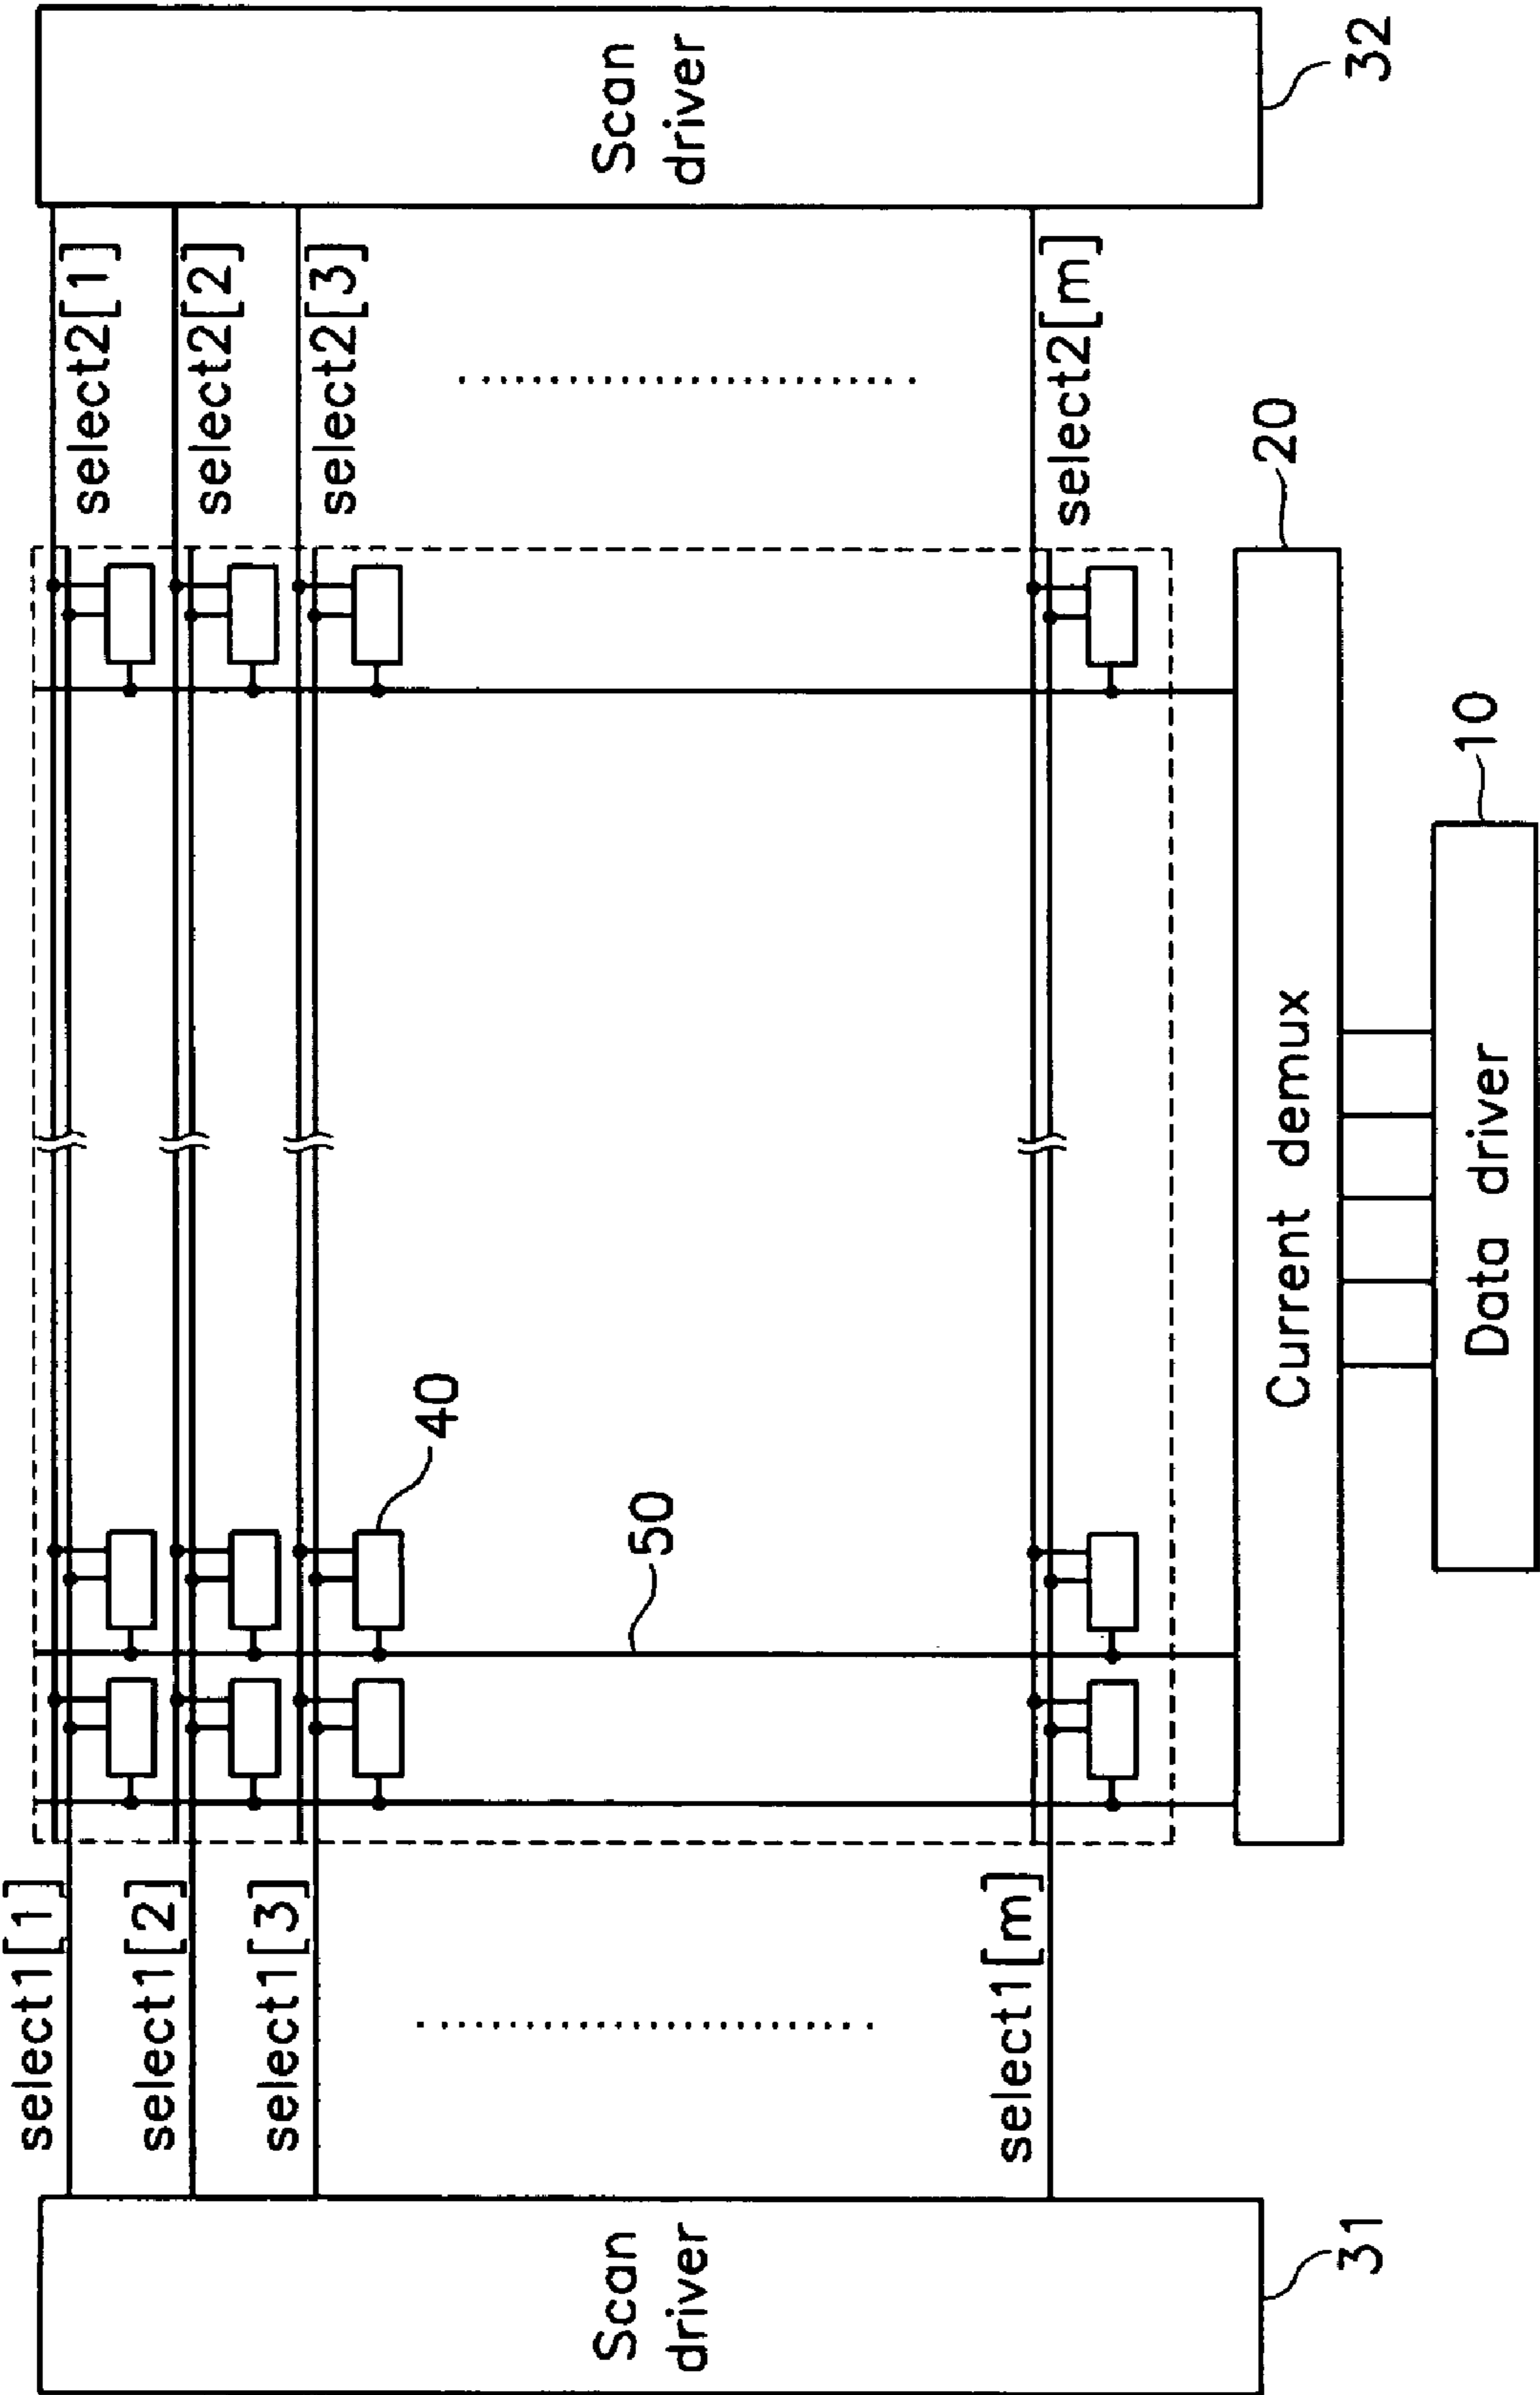 select1[1]
select2[1]
select1[2]
select2[2]
select1[3]
select2[3]
40
50
Scan
driver
Scan
driver
select1[m]
select2[m]
31
32
20
Current demux
10
Data driver